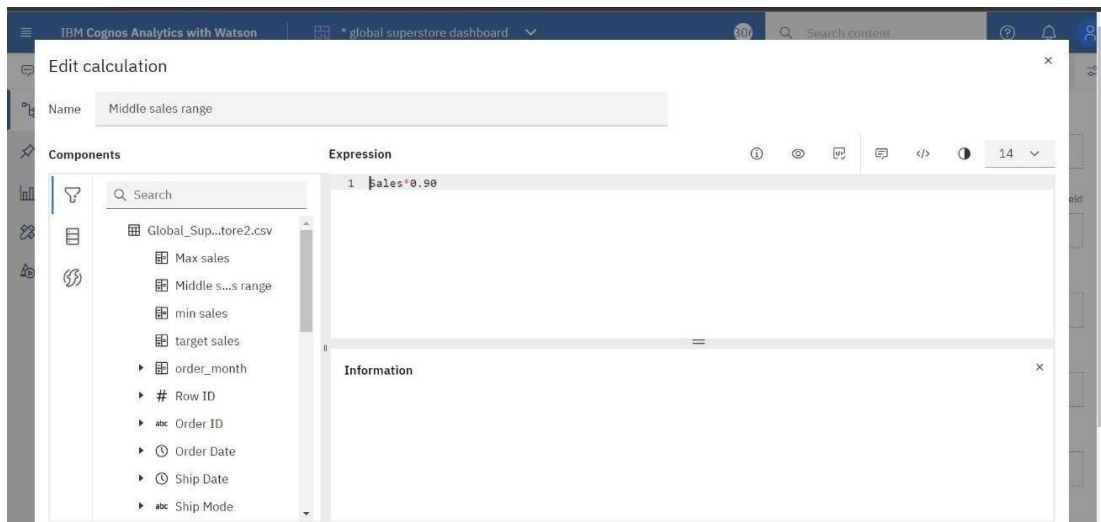 IBM Cognos Analytics with Watson
* global superstore dashboard
Search content
Edit calculation
Name
Middle sales range
Components
Expression
14
Search
1 Sales*0.90
Global_Sup...tore2.csv
Max sales
Middle s...s range
min sales
target sales
order_month
# Row ID
abc Order ID
Order Date
Ship Date
abc Ship Mode
Information